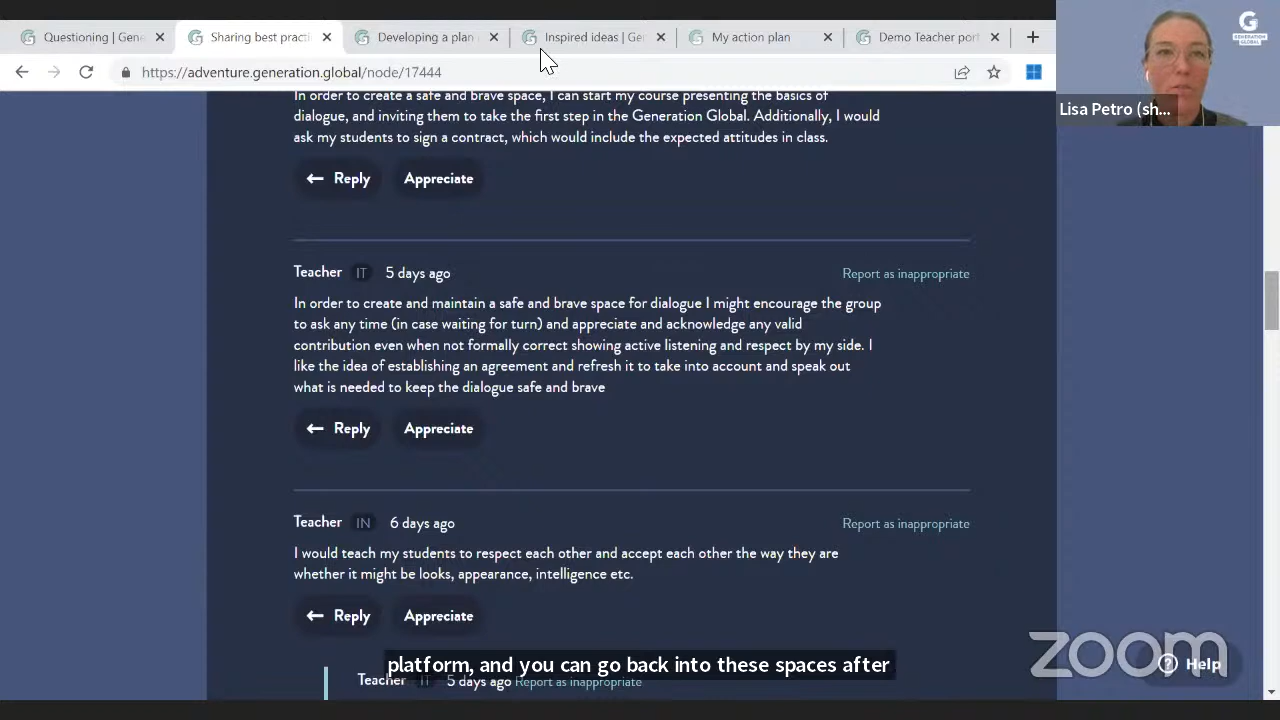 Questioning | Gene
Sharing best practi
Developing a plan
Inspired ideas | Ge
My action plan
Demo Teacher port
https://adventure.generation.global/node/17444
G
GENERATION
GLOBAL
Lisa Petro (sh...
In order to create a safe and brave space, I can start my course presenting the basics of
dialogue, and inviting them to take the first step in the Generation Global. Additionally, I would
ask my students to sign a contract, which would include the expected attitudes in class.
Reply Appreciate
Teacher IT 5 days ago Report as inappropriate
In order to create and maintain a safe and brave space for dialogue I might encourage the group
to ask any time (in case waiting for turn) and appreciate and acknowledge any valid
contribution even when not formally correct showing active listening and respect by my side. I
like the idea of establishing an agreement and refresh it to take into account and speak out
what is needed to keep the dialogue safe and brave
Reply Appreciate
Teacher IN 6 days ago Report as inappropriate
I would teach my students to respect each other and accept each other the way they are
whether it might be looks, appearance, intelligence etc.
Reply Appreciate
platform, and you can go back into these spaces after
Teacher IT 5 days ago Report as inappropriate
zoom
Help